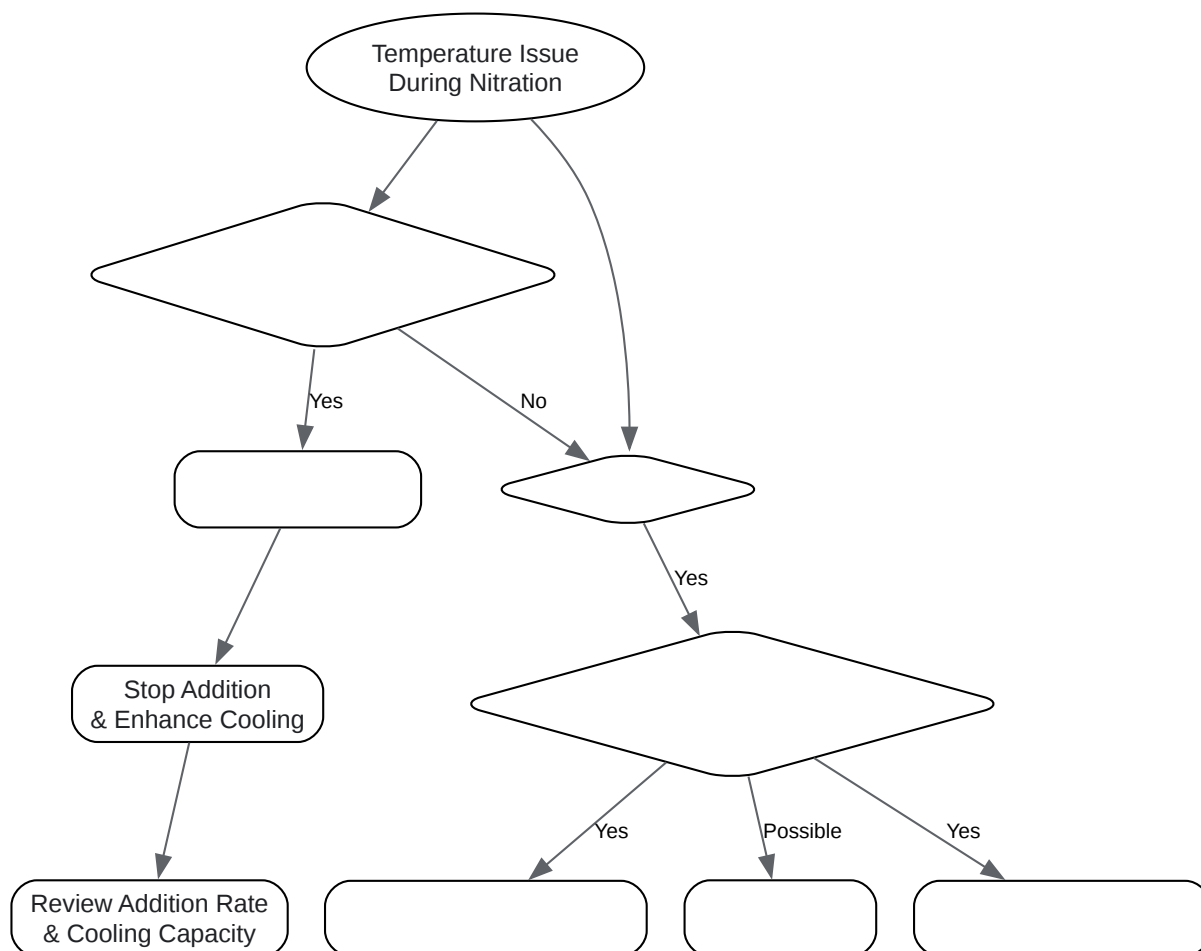 Temperature Issue
During Nitration
Yes
No
Yes
Stop Addition
& Enhance Cooling
Yes
Possible
Yes
Review Addition Rate
& Cooling Capacity